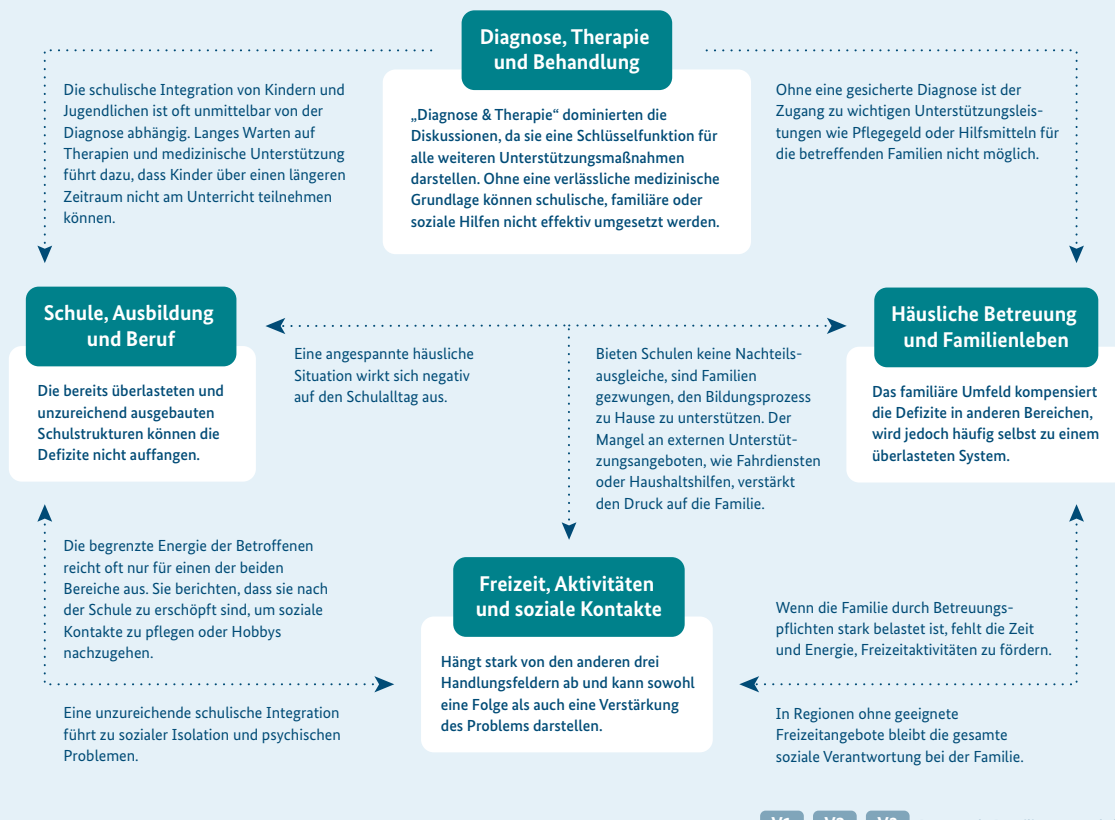 Diagnose, Therapie
und Behandlung
„Diagnose & Therapie“ dominierten die
Diskussionen, da sie eine Schlüsselfunktion für
alle weiteren Unterstützungsmaßnahmen
darstellen. Ohne eine verlässliche medizinische
Grundlage können schulische, familiäre oder
soziale Hilfen nicht effektiv umgesetzt werden.
Die schulische Integration von Kindern und
Jugendlichen ist oft unmittelbar von der
Diagnose abhängig. Langes Warten auf
Therapien und medizinische Unterstützung
führt dazu, dass Kinder über einen längeren
Zeitraum nicht am Unterricht teilnehmen
können.
Ohne eine gesicherte Diagnose ist der
Zugang zu wichtigen Unterstützungsleis-
tungen wie Pflegegeld oder Hilfsmitteln für
die betreffenden Familien nicht möglich.
Schule, Ausbildung
und Beruf
Die bereits überlasteten und
unzureichend ausgebauten
Schulstrukturen können die
Defizite nicht auffangen.
Eine angespannte häusliche
Situation wirkt sich negativ
auf den Schulalltag aus.
Bieten Schulen keine Nachteils-
ausgleiche, sind Familien
gezwungen, den Bildungsprozess
zu Hause zu unterstützen. Der
Mangel an externen Unterstüt-
zungsangeboten, wie Fahrdiensten
oder Haushaltshilfen, verstärkt
den Druck auf die Familie.
Häusliche Betreuung
und Familienleben
Das familiäre Umfeld kompensiert
die Defizite in anderen Bereichen,
wird jedoch häufig selbst zu einem
überlasteten System.
Die begrenzte Energie der Betroffenen
reicht oft nur für einen der beiden
Bereiche aus. Sie berichten, dass sie nach
der Schule zu erschöpft sind, um soziale
Kontakte zu pflegen oder Hobbys
nachzugehen.
Eine unzureichende schulische Integration
führt zu sozialer Isolation und psychischen
Problemen.
Freizeit, Aktivitäten
und soziale Kontakte
Hängt stark von den anderen drei
Handlungsfeldern ab und kann sowohl
eine Folge als auch eine Verstärkung
des Problems darstellen.
Wenn die Familie durch Betreuungs-
pflichten stark belastet ist, fehlt die Zeit
und Energie, Freizeitaktivitäten zu fördern.
In Regionen ohne geeignete
Freizeitangebote bleibt die gesamte
soziale Verantwortung bei der Familie.